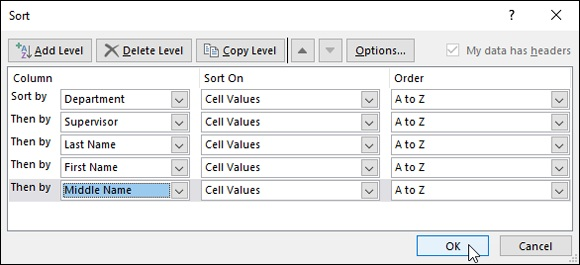 Sort
? ×
Add Level Delete Level Copy Level Options... My data has headers
Column Sort On Order
Sort by Department Cell Values A to Z
Then by Supervisor Cell Values A to Z
Then by Last Name Cell Values A to Z
Then by First Name Cell Values A to Z
Then by Middle Name Cell Values A to Z
OK Cancel